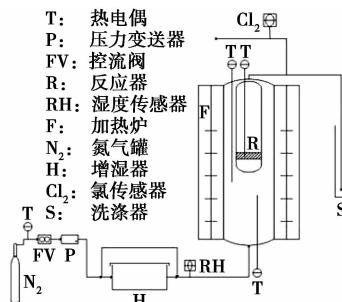 T： 热电偶
P： 压力变送器
FV：控流阀
R： 反应器
RH：湿度传感器
F： 加热炉
N₂：氮气罐
H： 增湿器
Cl₂：氯传感器
S： 洗涤器
Cl₂
T T
F
R
S
T
FV P
RH
N₂
H
T